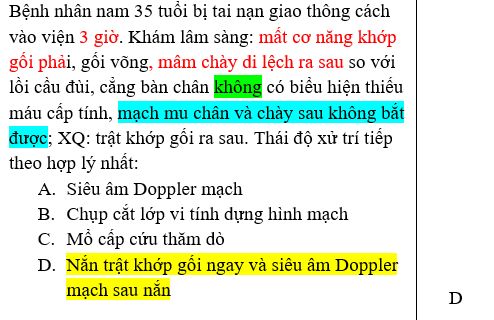 Bệnh nhân nam 35 tuổi bị tai nạn giao thông cách
vào viện 3 giờ. Khám lâm sàng: mất cơ năng khớp
gối phải, gối võng, mâm chày di lệch ra sau so với
lồi cầu đùi, cẳng bàn chân không có biểu hiện thiếu
máu cấp tính, mạch mu chân và chày sau không bắt
được; XQ: trật khớp gối ra sau. Thái độ xử trí tiếp
theo hợp lý nhất:
A. Siêu âm Doppler mạch
B. Chụp cắt lớp vi tính dựng hình mạch
C. Mổ cấp cứu thăm dò
D. Nắn trật khớp gối ngay và siêu âm Doppler
mạch sau nắn
D